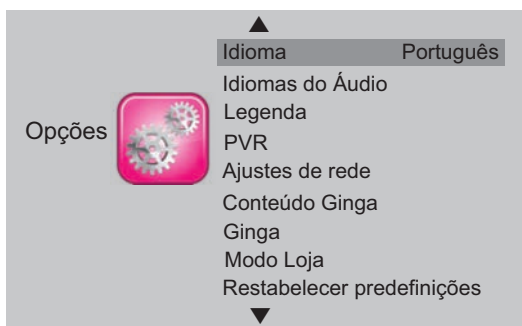 Idioma Português
Idiomas do Áudio
Legenda
Opções
PVR
Ajustes de rede
Conteúdo Ginga
Ginga
Modo Loja
Restabelecer predefinições